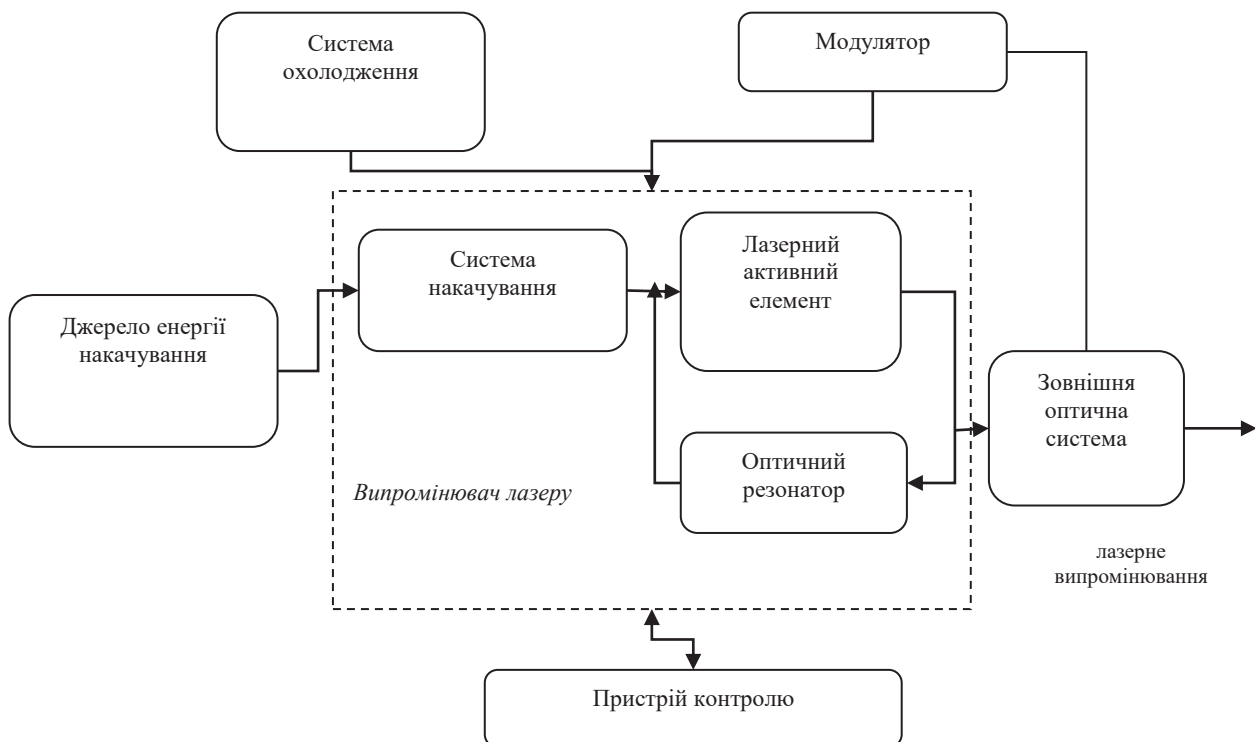 Система
охолодження
Модулятор
Система
накачування
Лазерний
активний
елемент
Джерело енергії
накачування
Зовнішня
оптична
система
Оптичний
резонатор
Випромінювач лазеру
лазерне
випромінювання
Пристрій контролю